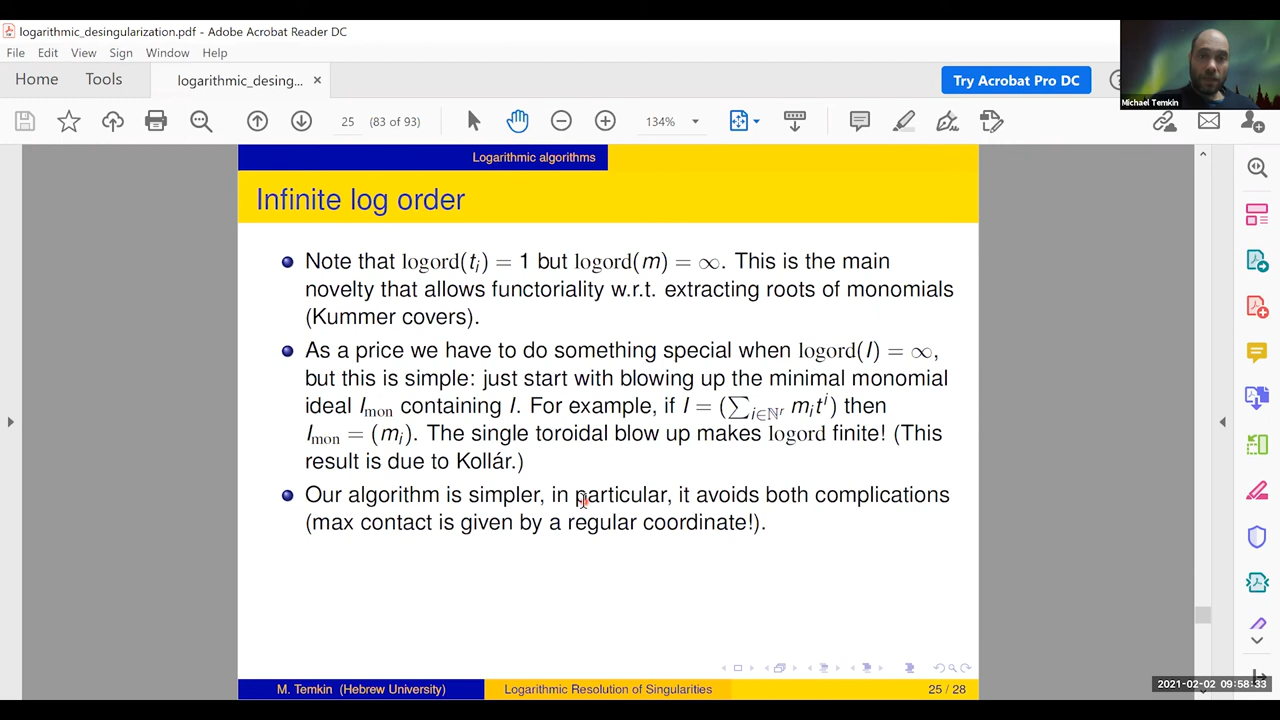 logarithmic_desingularization.pdf - Adobe Acrobat Reader DC
File Edit View Sign Window Help
Home Tools logarithmic_desing... × Try Acrobat Pro DC
25 (83 of 93) 134%
Michael Temkin
Logarithmic algorithms
Infinite log order
Note that logord(tᵢ) = 1 but logord(m) = ∞. This is the main
novelty that allows functoriality w.r.t. extracting roots of monomials
(Kummer covers).
As a price we have to do something special when logord(I) = ∞,
but this is simple: just start with blowing up the minimal monomial
ideal I_mon containing I. For example, if I = (∑_{i∈ℕ^r} m_i t^i) then
I_mon = (m_i). The single toroidal blow up makes logord finite! (This
result is due to Kollár.)
Our algorithm is simpler, in particular, it avoids both complications
(max contact is given by a regular coordinate!).
M. Temkin (Hebrew University) Logarithmic Resolution of Singularities 25 / 28
2021-02-02 09:58:33